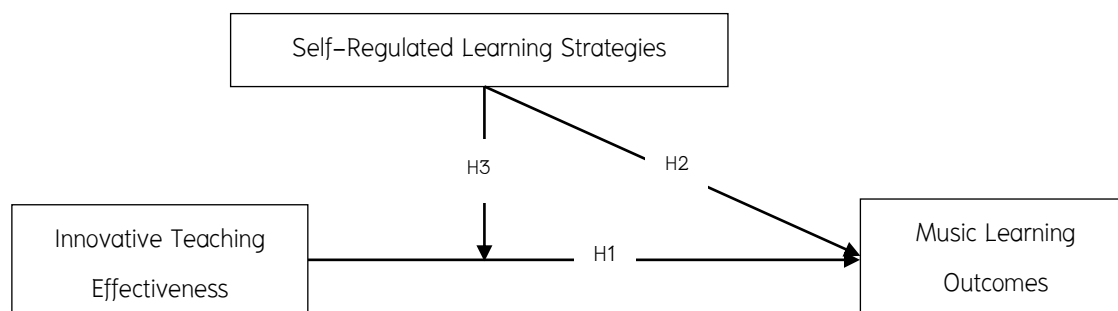 Self-Regulated Learning Strategies
H3
H2
Innovative Teaching
Effectiveness
H1
Music Learning
Outcomes